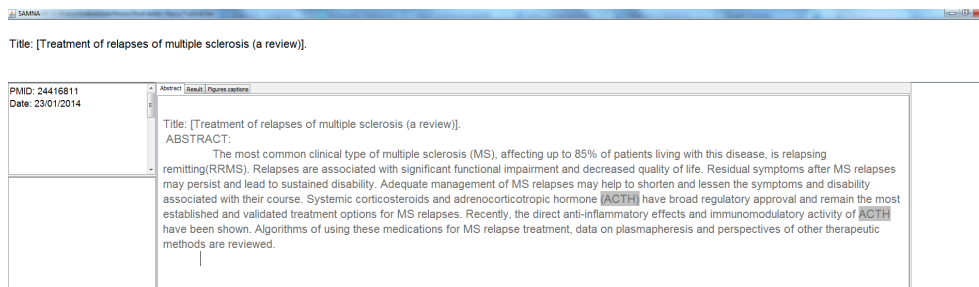 SAMNA
Title: [Treatment of relapses of multiple sclerosis (a review)].
PMID: 24416811
Date: 23/01/2014
Abstract Result Figures captions
Title: [Treatment of relapses of multiple sclerosis (a review)].
ABSTRACT:
The most common clinical type of multiple sclerosis (MS), affecting up to 85% of patients living with this disease, is relapsing
remitting(RRMS). Relapses are associated with significant functional impairment and decreased quality of life. Residual symptoms after MS relapses
may persist and lead to sustained disability. Adequate management of MS relapses may help to shorten and lessen the symptoms and disability
associated with their course. Systemic corticosteroids and adrenocorticotropic hormone (ACTH) have broad regulatory approval and remain the most
established and validated treatment options for MS relapses. Recently, the direct anti-inflammatory effects and immunomodulatory activity of ACTH
have been shown. Algorithms of using these medications for MS relapse treatment, data on plasmapheresis and perspectives of other therapeutic
methods are reviewed.